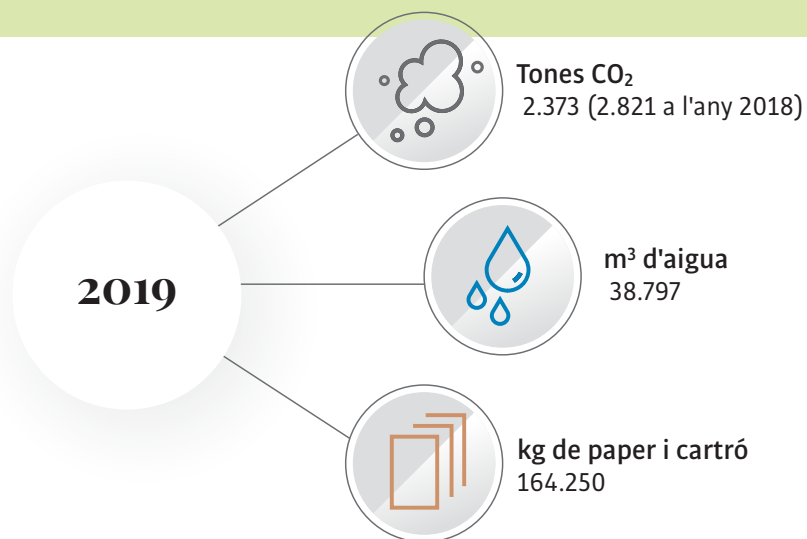 Tones CO₂
2.373 (2.821 a l'any 2018)
2019
m³ d'aigua
38.797
kg de paper i cartró
164.250